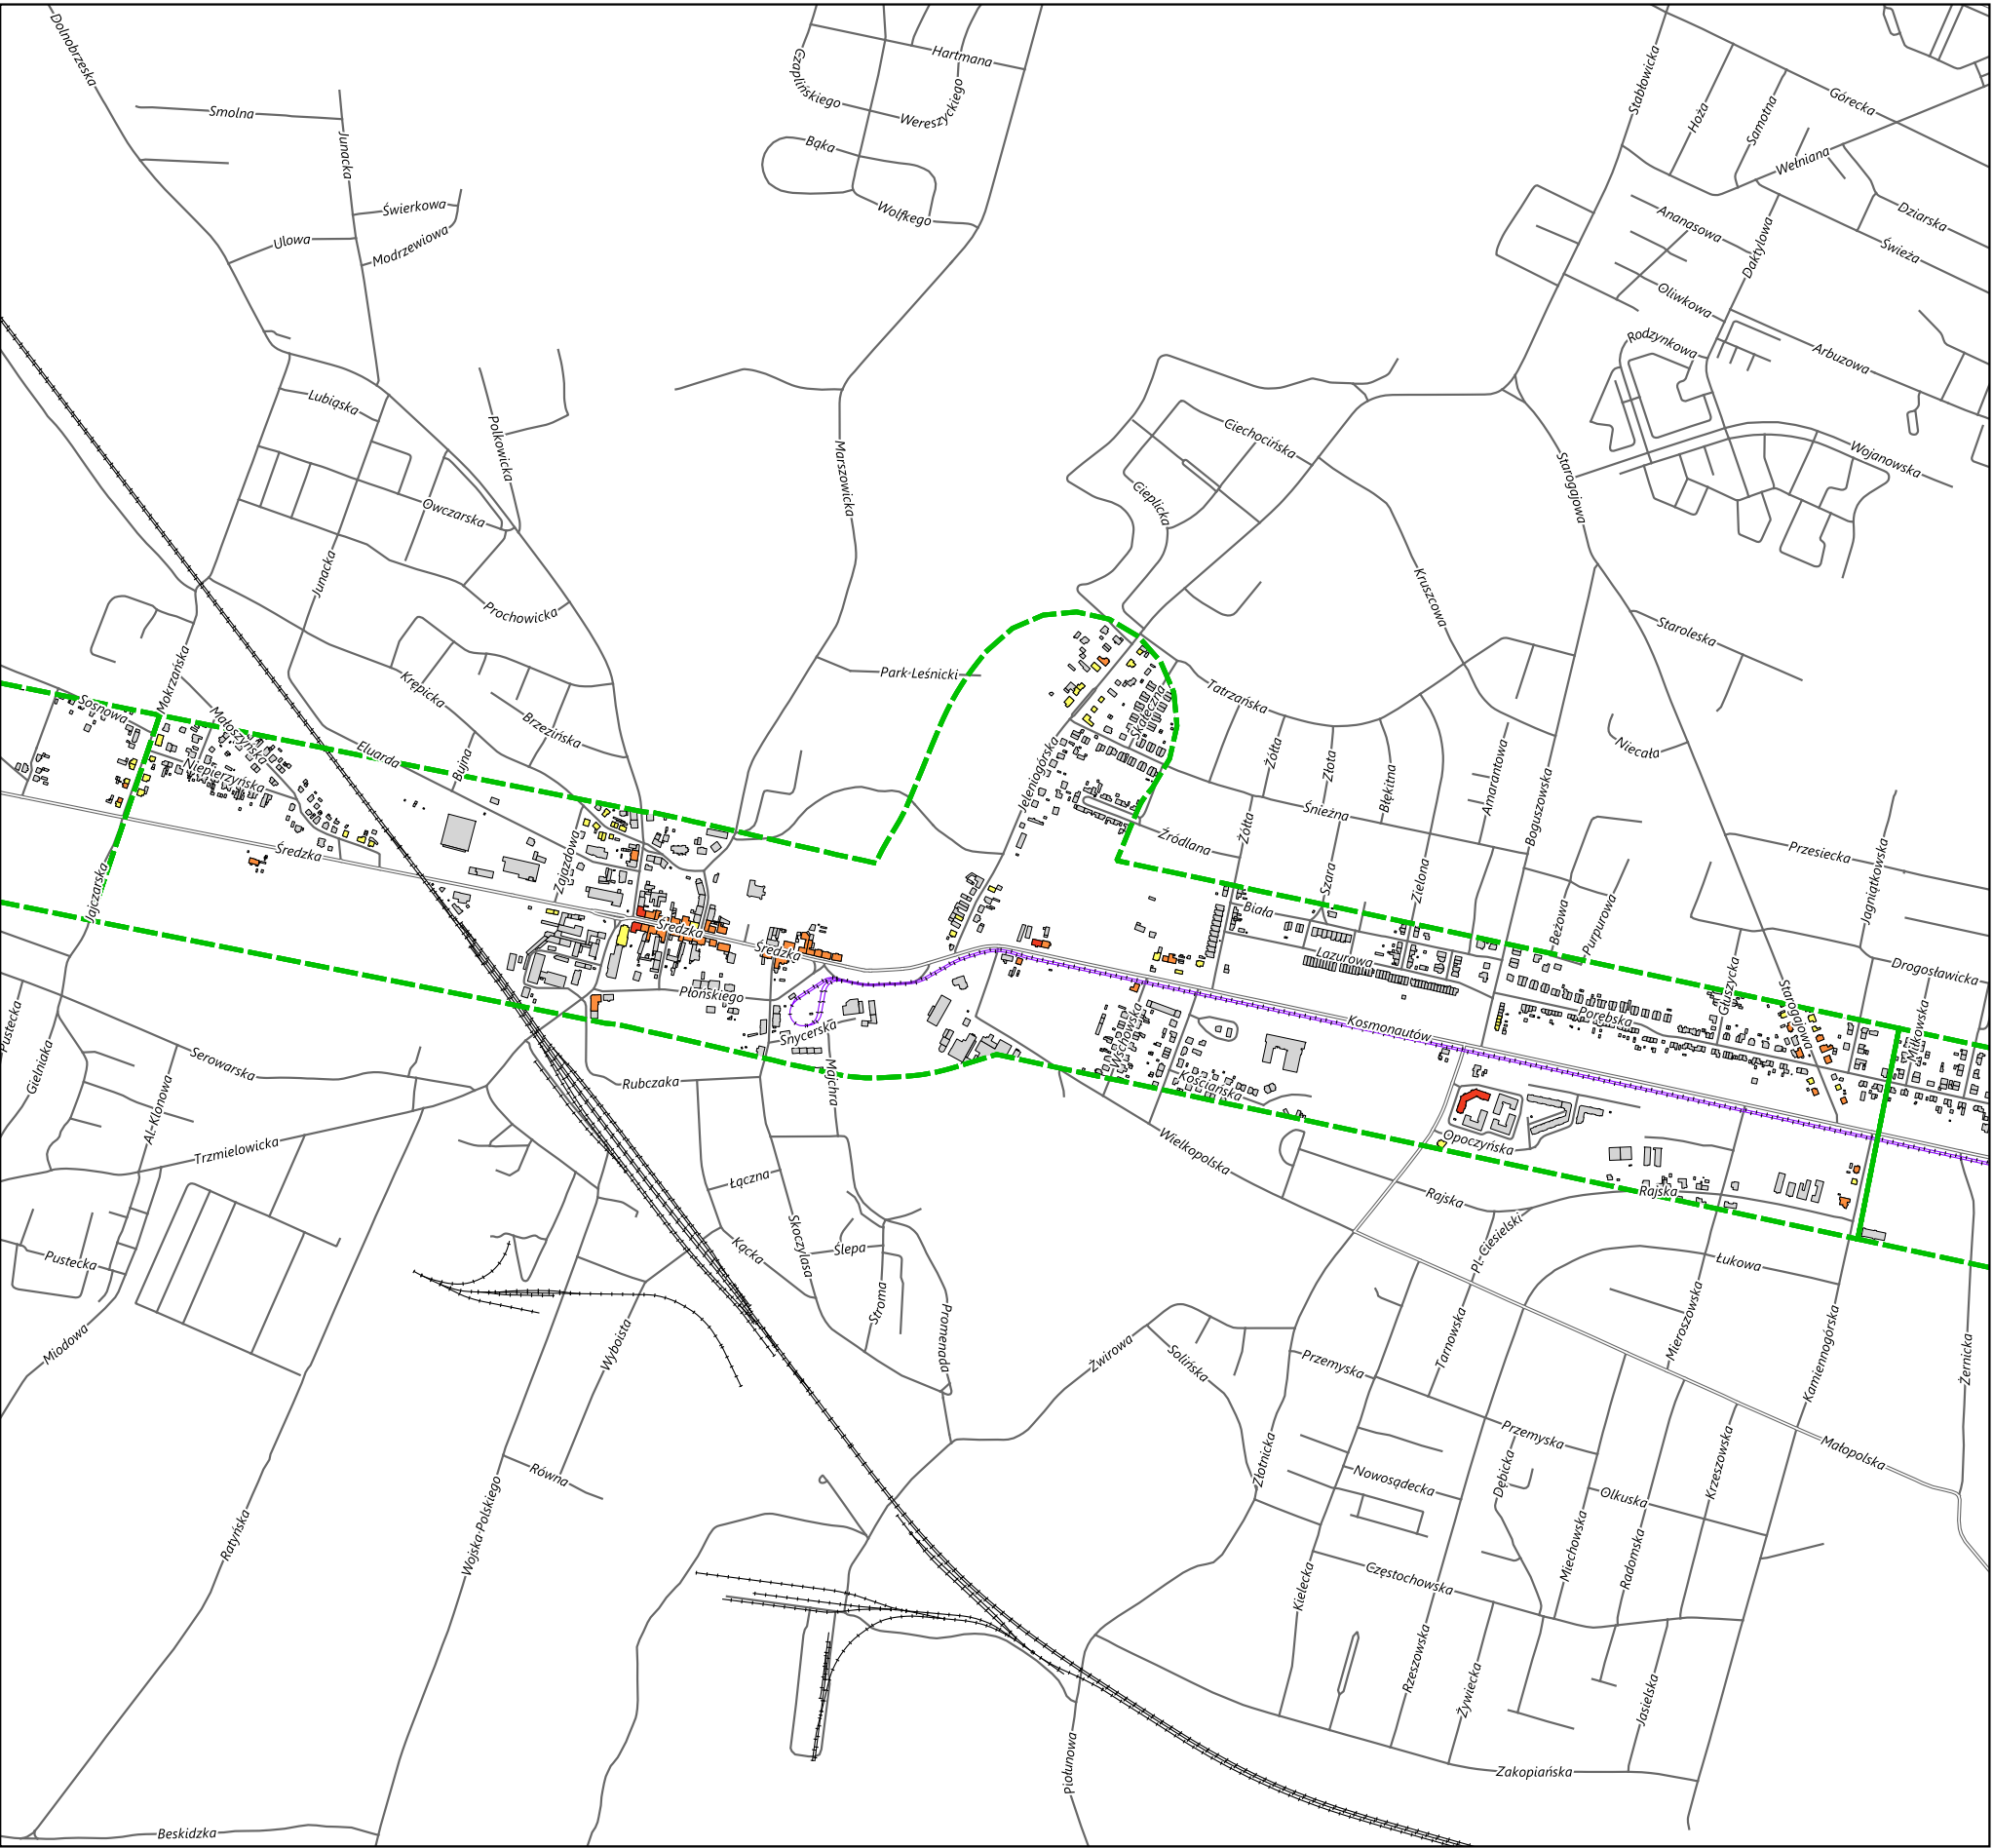 Dolnobrzeska
Hartmana
Czaplińskiego
Wereszyckiego
Stabłowicka
Górecka
Smolna
Hoża
Samotna
Junacka
Bąka
Wełniana
Świerkowa
Wolfkego
Ananasowa
Dziarska
Ulowa
Modrzewiowa
Daktylowa
Świeża
Oliwkowa
Rodzynkowa
Arbuzowa
Lubiąska
Polkowicka
Marszowicka
Ciechocińska
Starogajowa
Wojanowska
Owczarska
Cieplicka
Junacka
Kruszcowa
Prochowicka
Staroleska
Mokrzańska
Park Leśnicki
Krępicka
Tatrzańska
Skałeczna
Sosnowa
Małoszyńska
Brzezińska
Eluarda
Bujna
Żółta
Złota
Niecała
Niepierzyńska
Jeleniogórska
Błękitna
Amarantowa
Boguszowska
Śnieżna
Żółta
Źródlana
Średzka
Zajazdowa
Przesiecka
Jagniątkowska
Szara
Zielona
Jajczarska
Biała
Beżowa
Purpurowa
Średzka
Średzka
Lazurowa
Drogosławicka
Płońskiego
Głuszycka
Starogajowa
Porębska
Pustecka
Snycerska
Kosmonautów
Wschowska
Miłkowska
Gielniaka
Serowarska
Rubczaka
Majchra
Kościańska
Al. Klonowa
Trzmielowicka
Wielkopolska
Opoczyńska
Łączna
Rajska
Rajska
Skoczylasa
Kącka
Ślepa
Pl. Ciesielski
Pustecka
Łukowa
Stroma
Promenada
Wyboista
Miodowa
Żwirowa
Solińska
Przemyska
Tarnowska
Mieroszowska
Kamiennogórska
Żernicka
Przemyska
Małopolska
Złotnicka
Krzeszowska
Równa
Nowosądecka
Dębicka
Olkuska
Wojska Polskiego
Ratyńska
Miechowska
Radomska
Częstochowska
Kielecka
Rzeszowska
Żywiecka
Jasielska
Piołunowa
Zakopiańska
Beskidzka